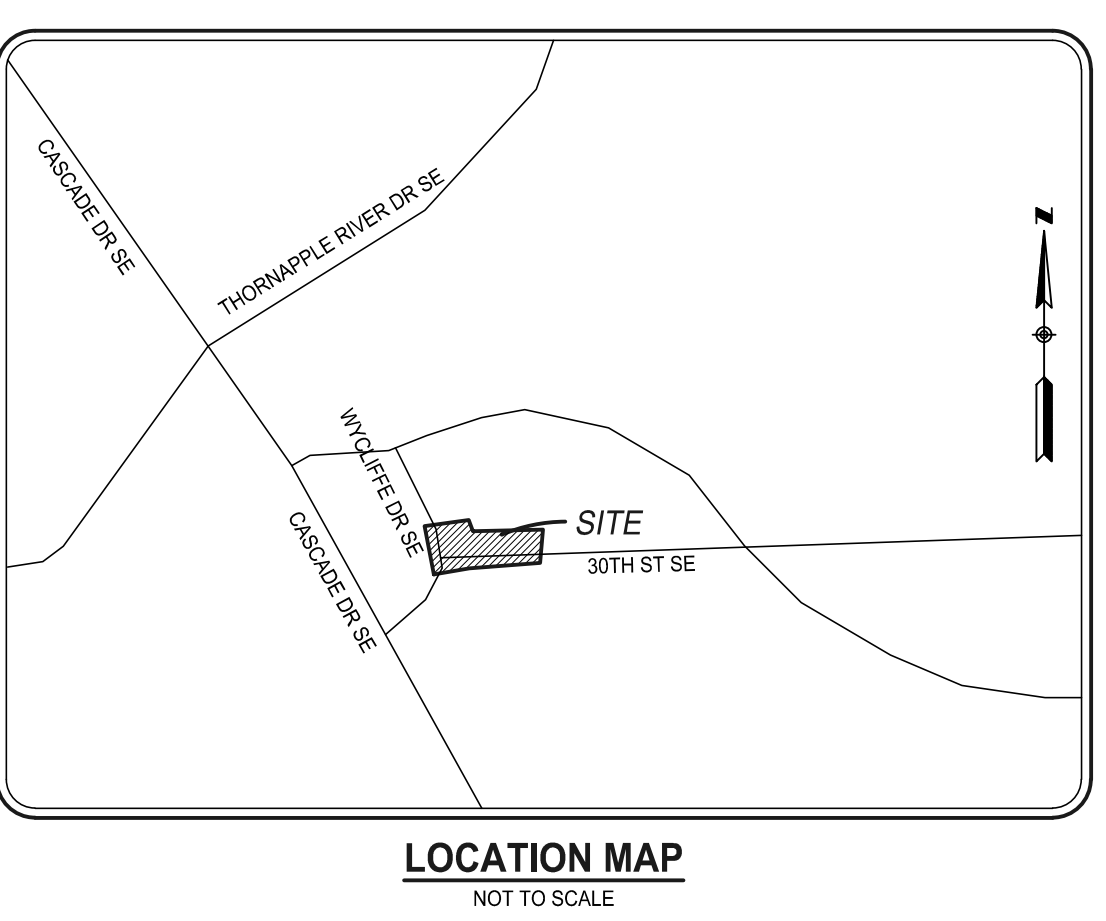 CASCADE DR SE
THORNAPPLE RIVER DR SE
N
WYCLIFFE DR SE
CASCADE DR SE
SITE
30TH ST SE
LOCATION MAP
NOT TO SCALE